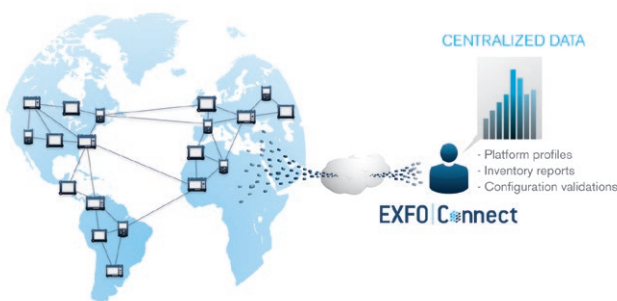 CENTRALIZED DATA
- Platform profiles
- Inventory reports
- Configuration validations
EXFO Connect